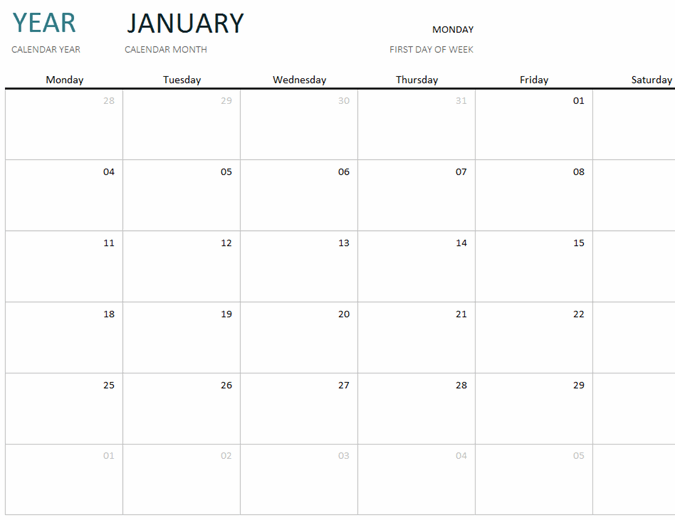 YEAR JANUARY MONDAY
CALENDAR YEAR CALENDAR MONTH FIRST DAY OF WEEK
Monday Tuesday Wednesday Thursday Friday Saturday
28 29 30 31 01
04 05 06 07 08
11 12 13 14 15
18 19 20 21 22
25 26 27 28 29
01 02 03 04 05